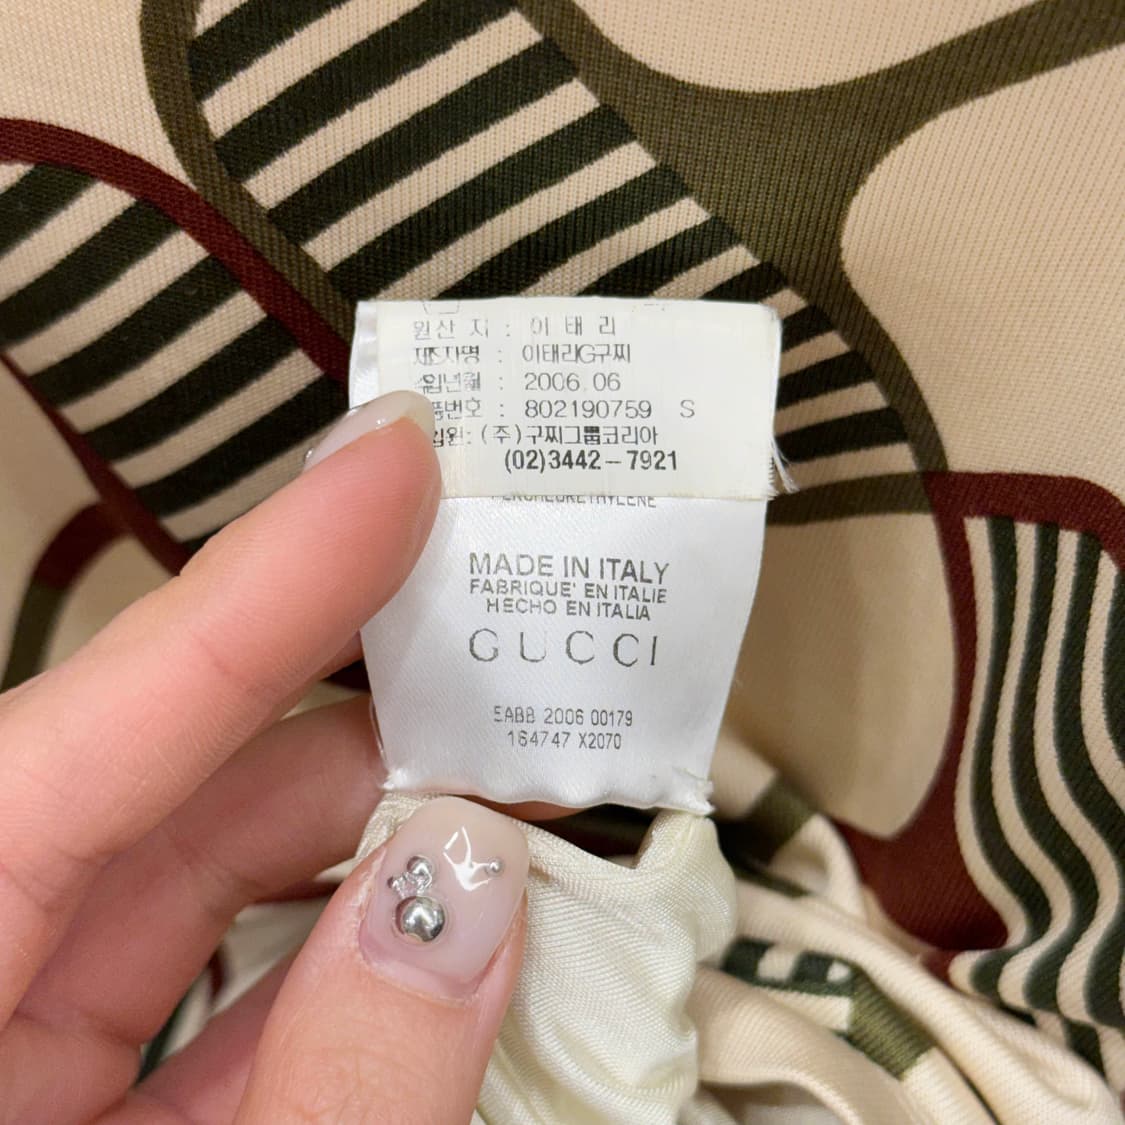 원산지 : 이태리
제조자명 : 이태리G구찌
수입년월 : 2006.06
품번호 : 802190759 S
입원: (주)구찌그룹코리아
(02)3442-7921
PERCHLORETHYLENE
MADE IN ITALY
FABRIQUE' EN ITALIE
HECHO EN ITALIA
GUCCI
5ABB 2006 00179
164747 X2070